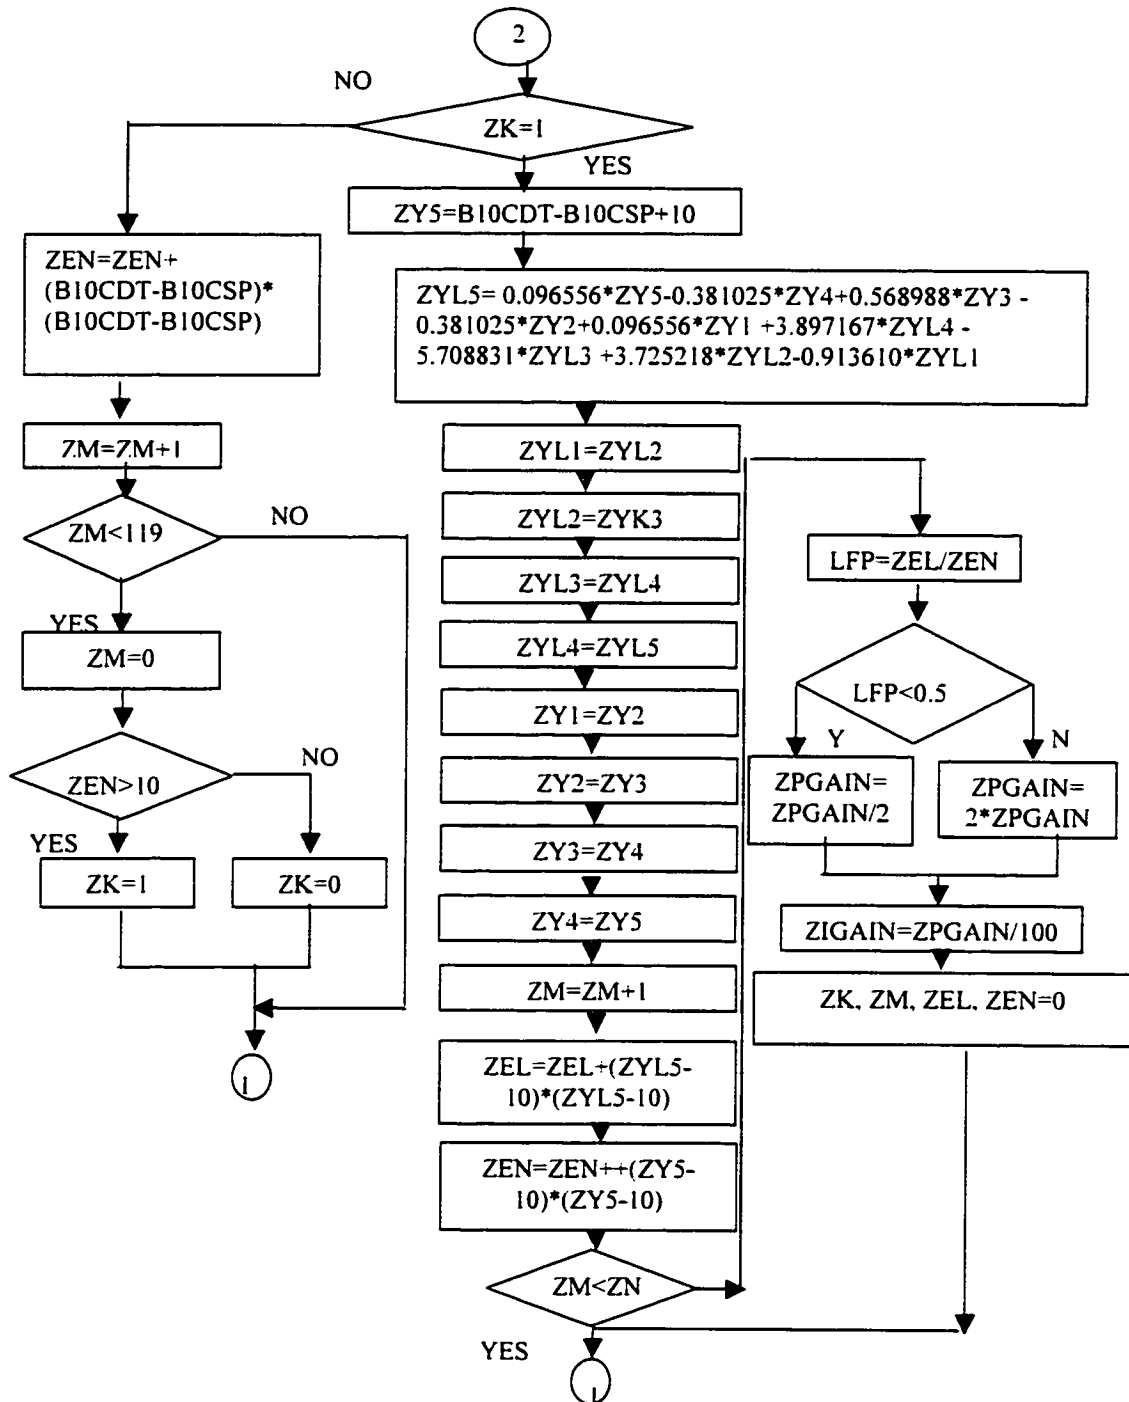 2
NO
ZK=1
YES
ZY5=B10CDT-B10CSP+10
ZEN=ZEN+
(B10CDT-B10CSP)*
(B10CDT-B10CSP)
ZYL5= 0.096556*ZY5-0.381025*ZY4+0.568988*ZY3 -
0.381025*ZY2+0.096556*ZY1 +3.897167*ZYL4 -
5.708831*ZYL3 +3.725218*ZYL2-0.913610*ZYL1
ZM=ZM+1
ZM<119
NO
YES
ZM=0
ZEN>10
NO
YES
ZK=1
ZK=0
1
ZYL1=ZYL2
ZYL2=ZYK3
ZYL3=ZYL4
ZYL4=ZYL5
ZY1=ZY2
ZY2=ZY3
ZY3=ZY4
ZY4=ZY5
ZM=ZM+1
ZEL=ZEL+(ZYL5-
10)*(ZYL5-10)
ZEN=ZEN++(ZY5-
10)*(ZY5-10)
ZM<ZN
YES
1
LFP=ZEL/ZEN
LFP<0.5
Y
N
ZPGAIN=
ZPGAIN/2
ZPGAIN=
2*ZPGAIN
ZIGAIN=ZPGAIN/100
ZK, ZM, ZEL, ZEN=0